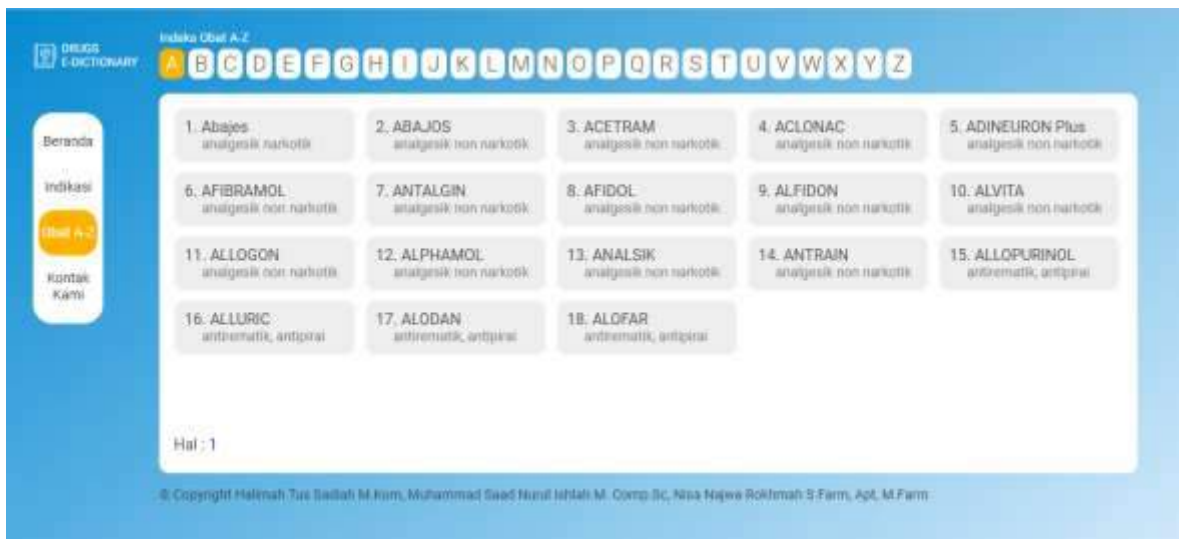 DRUGS
E-DICTIONARY
Indeks Obat A-Z
A B C D E F G H I J K L M N O P Q R S T U V W X Y Z
Beranda
Indikasi
Obat A-Z
Kontak
Kami
1. Abajes
analgesik narkotik
2. ABAJOS
analgesik non narkotik
3. ACETRAM
analgesik non narkotik
4. ACLONAC
analgesik non narkotik
5. ADINEURON Plus
analgesik non narkotik
6. AFIBRAMOL
analgesik non narkotik
7. ANTALGIN
analgesik non narkotik
8. AFIDOL
analgesik non narkotik
9. ALFIDON
analgesik non narkotik
10. ALVITA
analgesik non narkotik
11. ALLOGON
analgesik non narkotik
12. ALPHAMOL
analgesik non narkotik
13. ANALSIK
analgesik non narkotik
14. ANTRAIN
analgesik non narkotik
15. ALLOPURINOL
antirematik, antipirai
16. ALLURIC
antirematik, antipirai
17. ALODAN
antirematik, antipirai
18. ALOFAR
antirematik, antipirai
Hal : 1
© Copyright Halimah Tus Sadiah M.Kom, Muhammad Saad Nurul Ishlah M. Comp.Sc, Nisa Najwa Rokhmah S.Farm, Apt, M.Farm